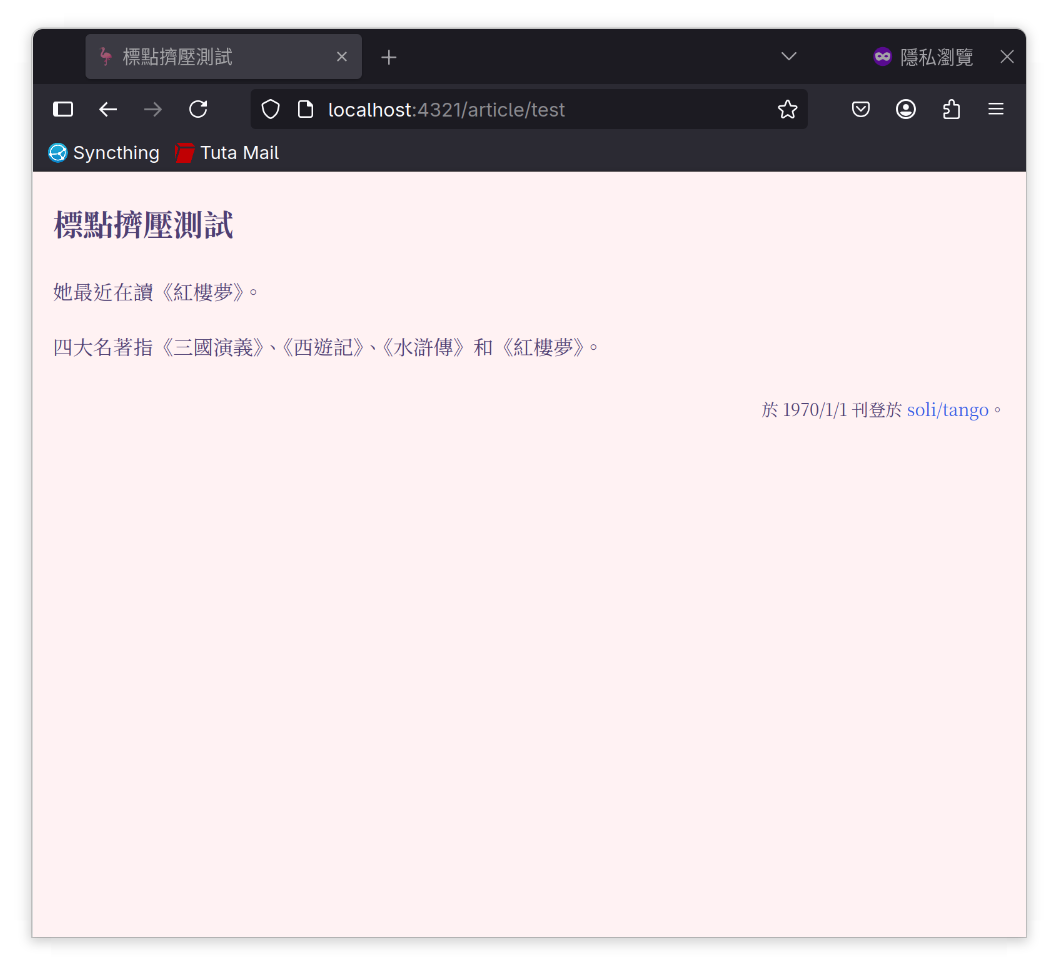 標點擠壓測試
隱私瀏覽
localhost:4321/article/test
Syncthing Tuta Mail
標點擠壓測試
她最近在讀《紅樓夢》。
四大名著指《三國演義》、《西遊記》、《水滸傳》和《紅樓夢》。
於 1970/1/1 刊登於 soli/tango。